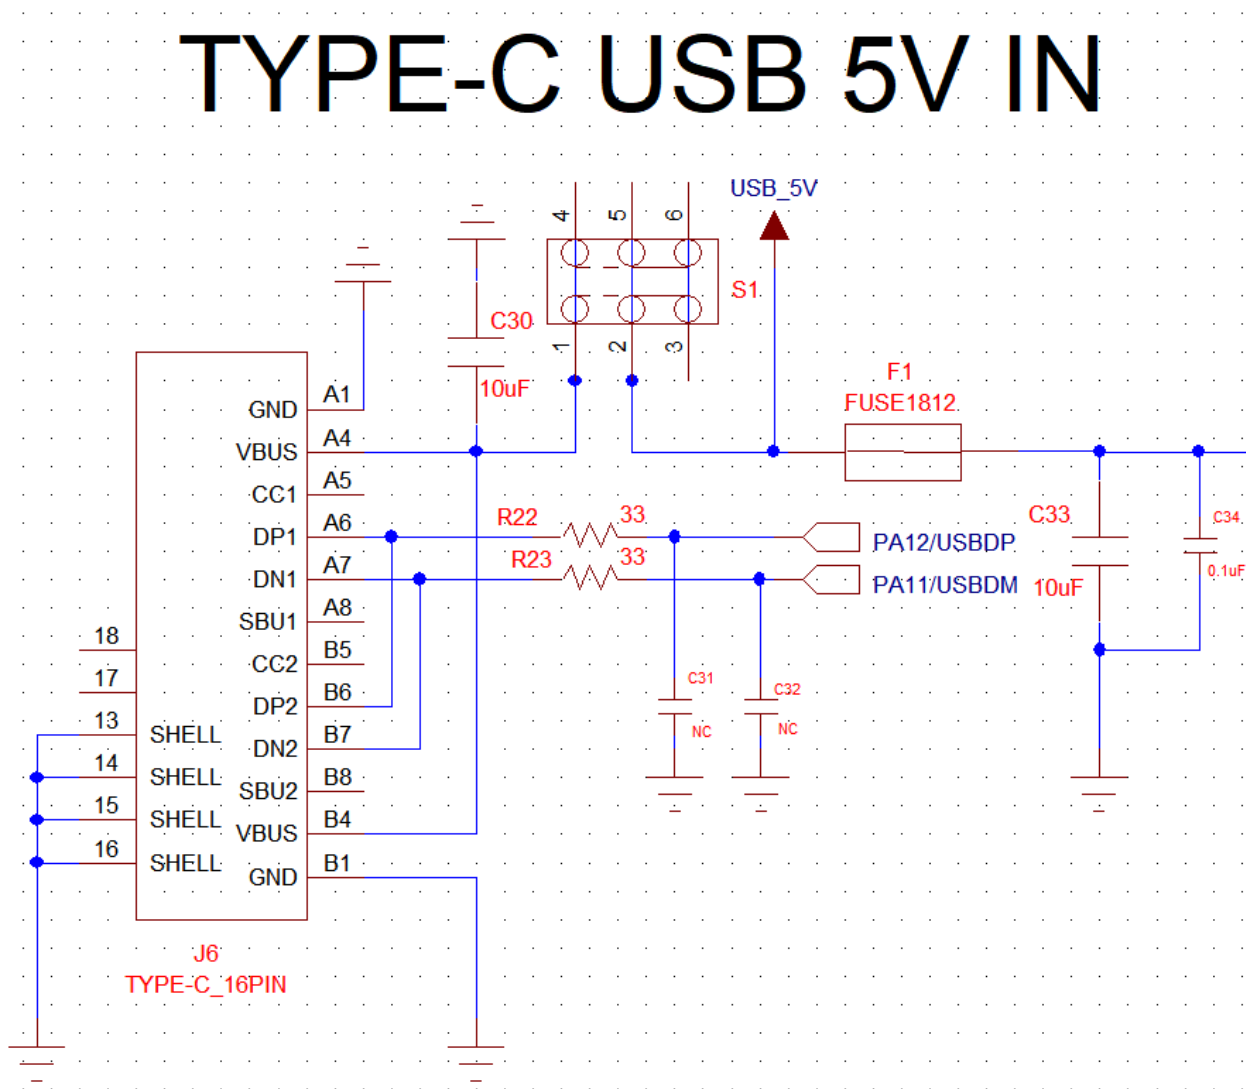 TYPE-C USB 5V IN
USB_5V
4
5
6
S1
C30
10uF
1
2
3
F1
FUSE1812
GND
A1
VBUS
A4
CC1
A5
DP1
A6
DN1
A7
SBU1
A8
CC2
B5
DP2
B6
DN2
B7
SBU2
B8
VBUS
B4
GND
B1
18
17
13
SHELL
14
SHELL
15
SHELL
16
SHELL
R22
33
R23
33
PA12/USBDP
PA11/USBDM
C33
10uF
C34
0.1uF
C31
NC
C32
NC
J6
TYPE-C_16PIN